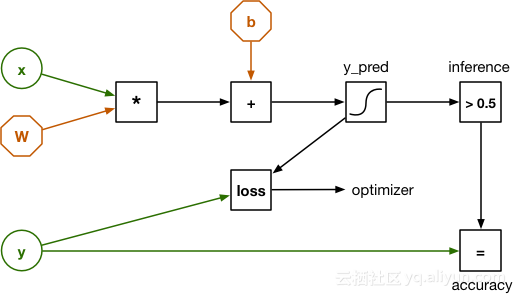 b
x
y_pred
inference
*
+
> 0.5
W
loss
optimizer
y
=
云栖社区 yq.aliyun.com
accuracy